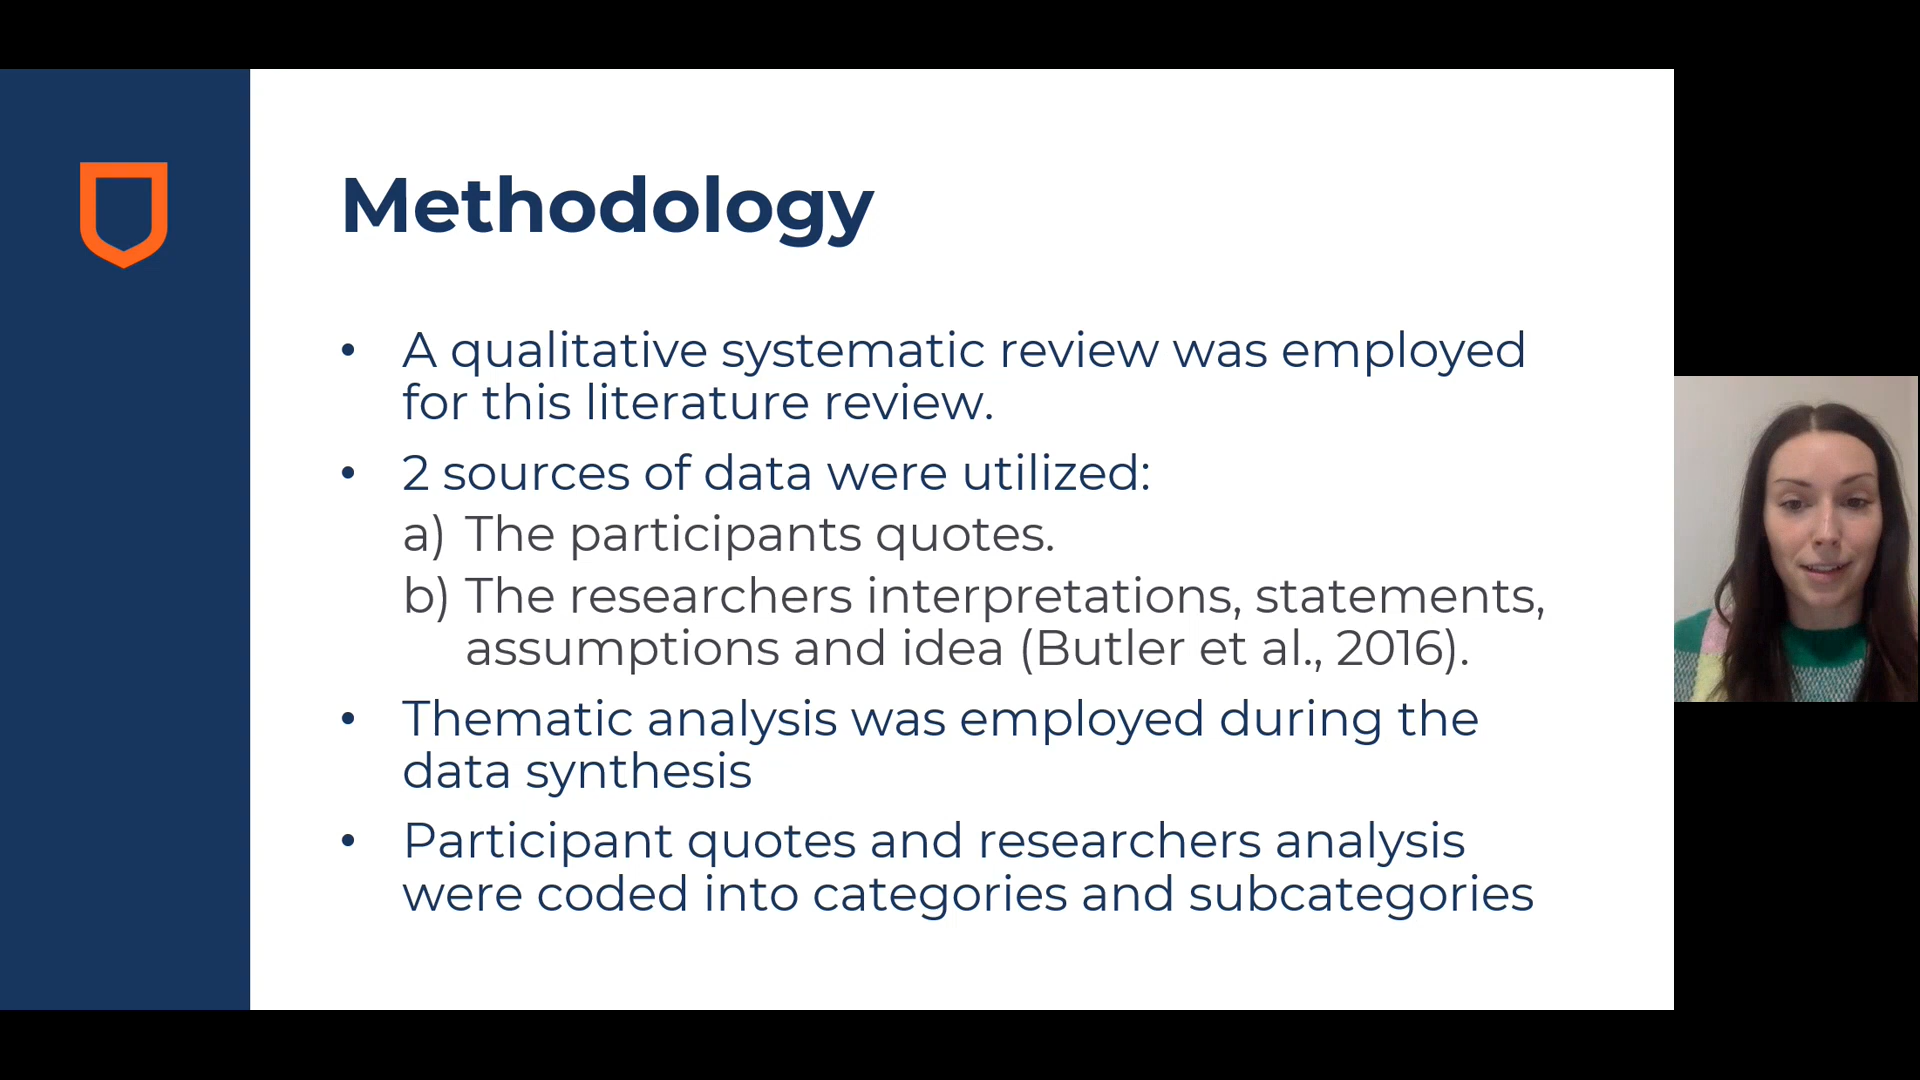 Methodology
• A qualitative systematic review was employed
for this literature review.
• 2 sources of data were utilized:
a) The participants quotes.
b) The researchers interpretations, statements,
assumptions and idea (Butler et al., 2016).
• Thematic analysis was employed during the
data synthesis
• Participant quotes and researchers analysis
were coded into categories and subcategories